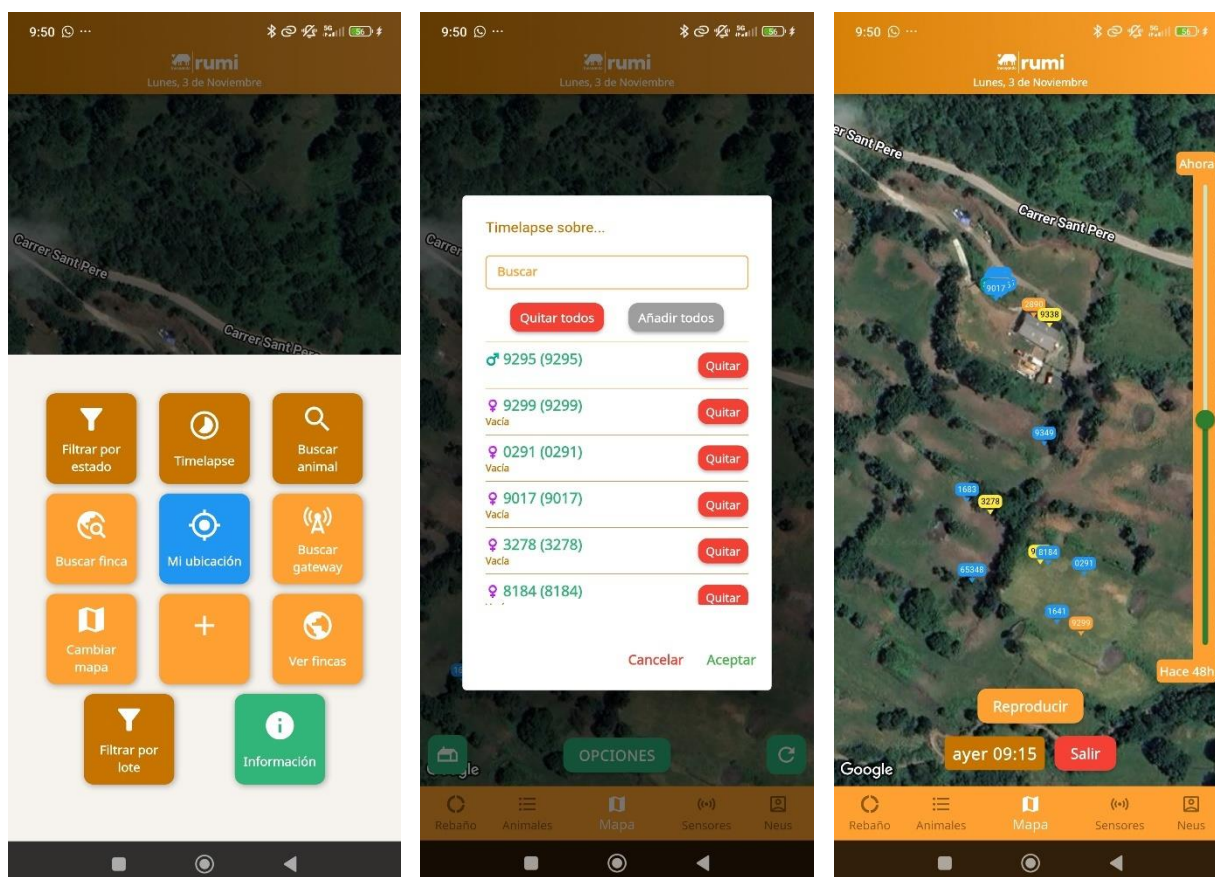 9:50
56
rumi
Lunes, 3 de Noviembre
Carrer Sant Pere
Carrer Sant Pere
Filtrar por
estado
Timelapse
Buscar
animal
Buscar finca
Mi ubicación
Buscar
gateway
Cambiar
mapa
+
Ver fincas
Filtrar por
lote
Información
9:50
56
rumi
Lunes, 3 de Noviembre
Carrer
Timelapse sobre...
Buscar
Quitar todos
Añadir todos
♂ 9295 (9295)
Quitar
♀ 9299 (9299)
Vacía
Quitar
♀ 0291 (0291)
Vacía
Quitar
♀ 9017 (9017)
Vacía
Quitar
♀ 3278 (3278)
Vacía
Quitar
♀ 8184 (8184)
Quitar
Cancelar
Aceptar
OPCIONES
Rebaño
Animales
Mapa
Sensores
Neus
9:50
rumi
Lunes, 3 de Noviembre
er Sant Pere
Ahora
Carrer Sant Pere
9017
2890
9338
9349
1683
3278
8184
0291
65348
1641
9299
Hace 48h
Reproducir
ayer 09:15
Salir
Google
Rebaño
Animales
Mapa
Sensores
Neus